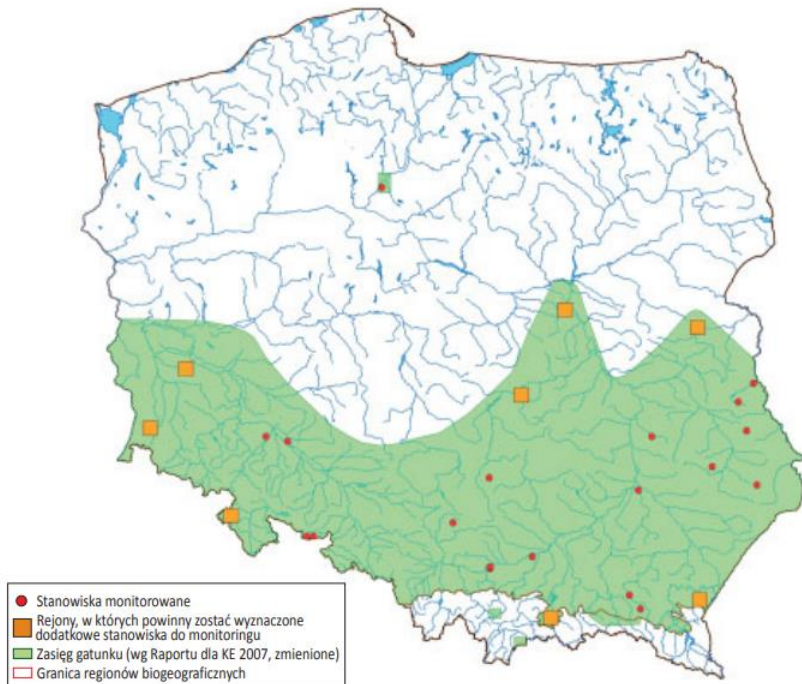 Stanowiska monitorowane
Rejony, w których powinny zostać wyznaczone
dodatkowe stanowiska do monitoringu
Zasięg gatunku (wg Raportu dla KE 2007, zmienione)
Granica regionów biogeograficznych